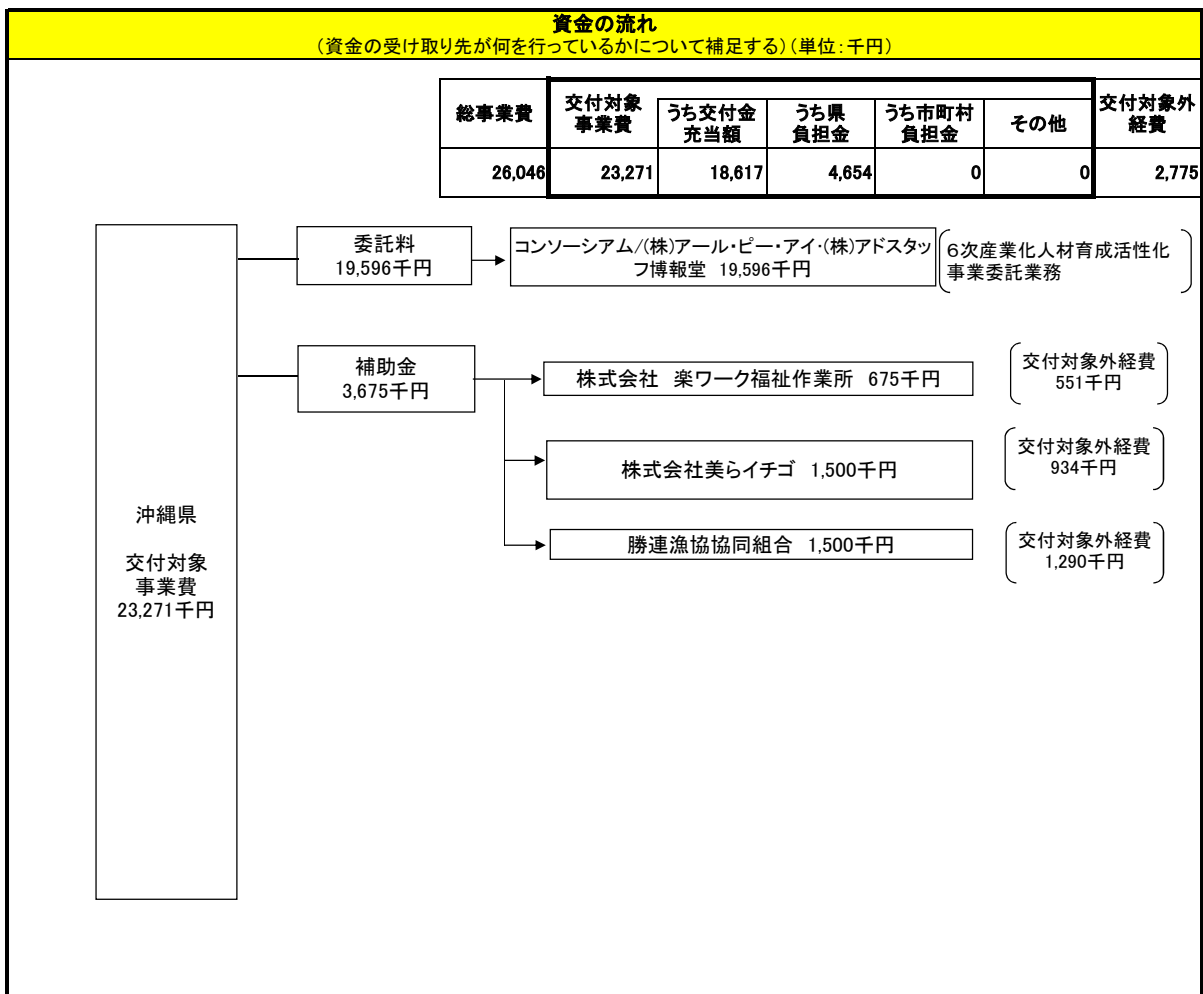 資金の流れ
（資金の受け取り先が何を行っているかについて補足する）（単位：千円）
総事業費
交付対象
事業費
うち交付金
充当額
うち県
負担金
うち市町村
負担金
その他
交付対象外
経費
26,046
23,271
18,617
4,654
0
0
2,775
委託料
19,596千円
コンソーシアム/(株)アール・ピー・アイ・(株)アドスタッ
フ博報堂 19,596千円
６次産業化人材育成活性化
事業委託業務
補助金
3,675千円
株式会社 楽ワーク福祉作業所 675千円
交付対象外経費
551千円
株式会社美らイチゴ 1,500千円
交付対象外経費
934千円
勝連漁協協同組合 1,500千円
交付対象外経費
1,290千円
沖縄県
交付対象
事業費
23,271千円